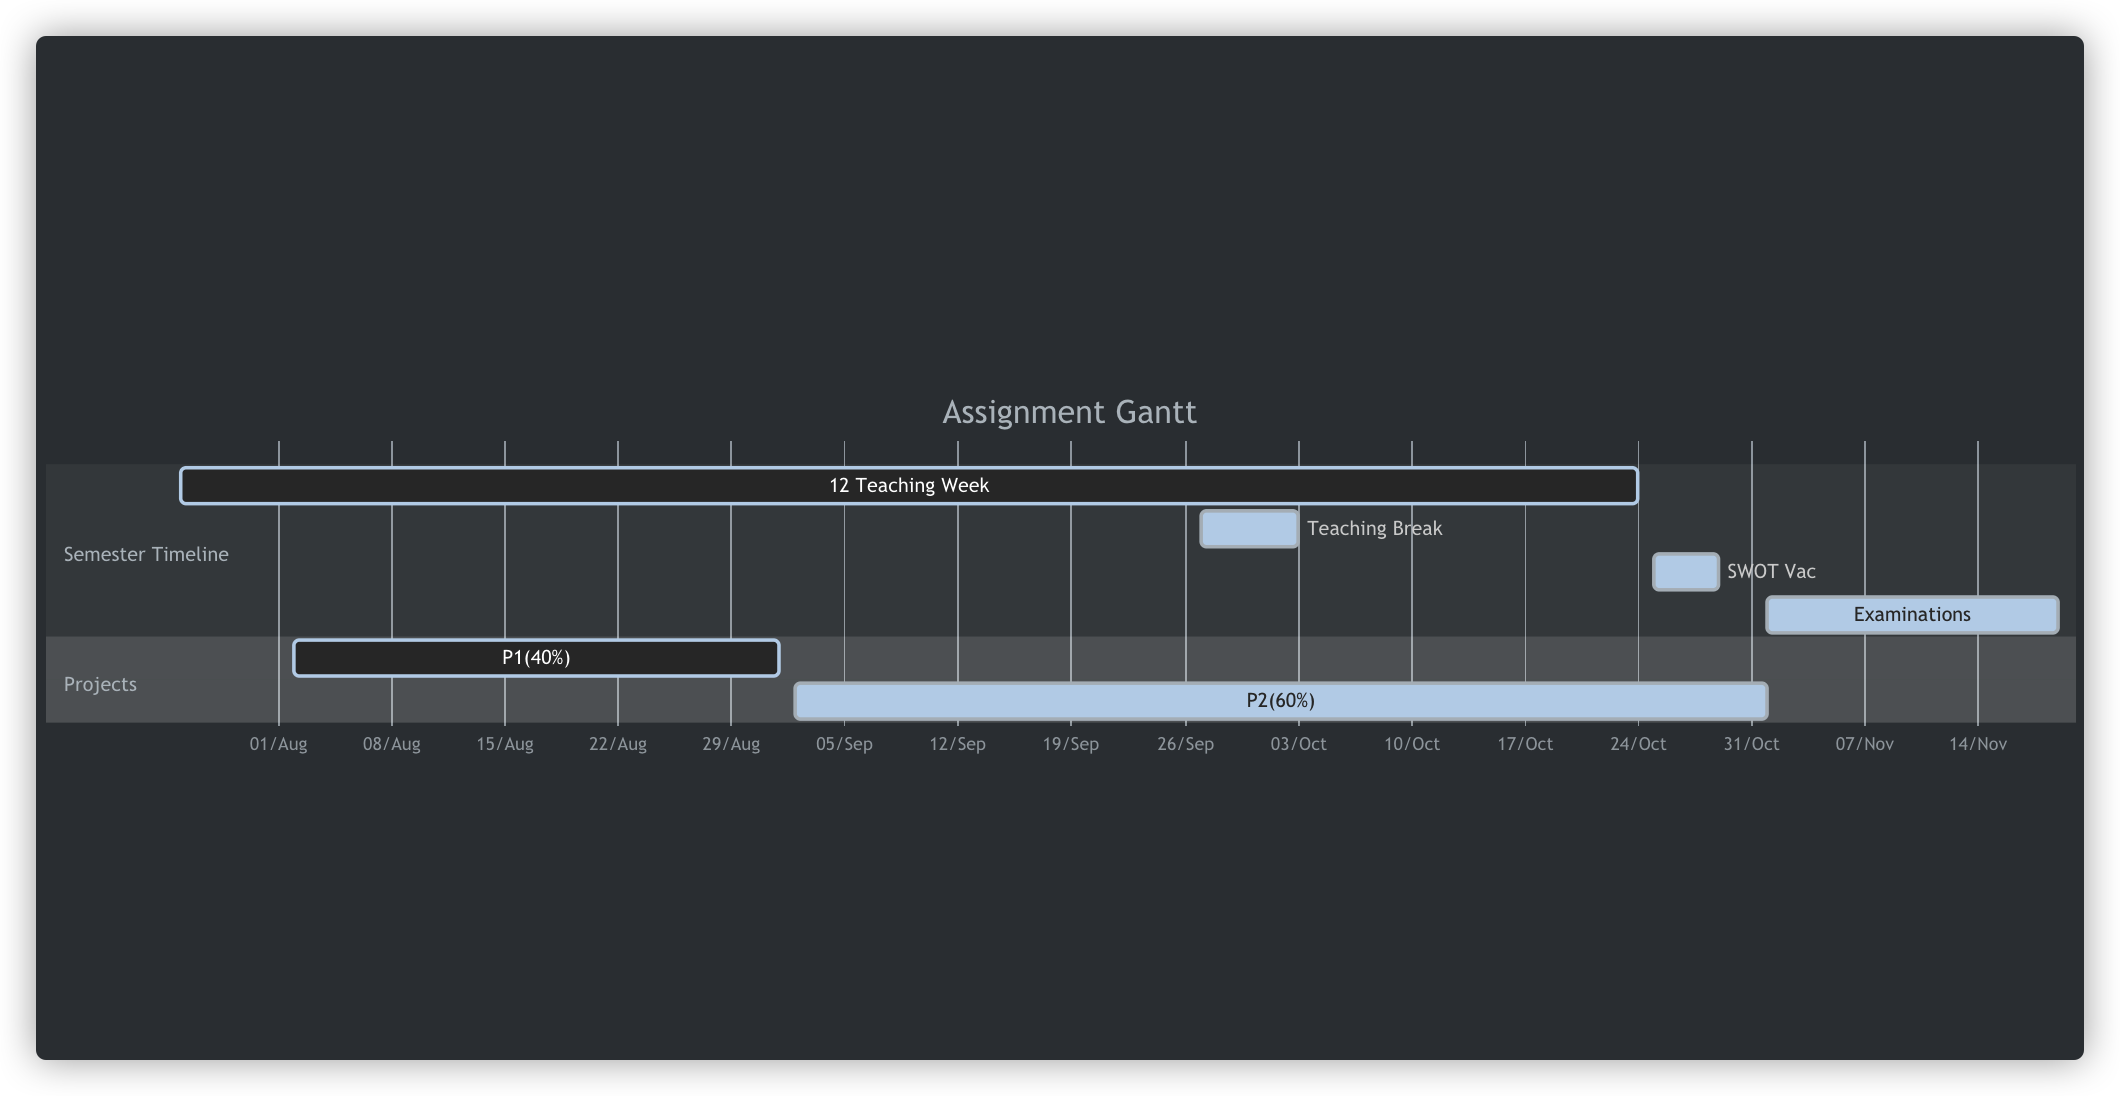 Assignment Gantt
12 Teaching Week
Teaching Break
Semester Timeline
SWOT Vac
Examinations
P1(40%)
Projects
P2(60%)
01/Aug 08/Aug 15/Aug 22/Aug 29/Aug 05/Sep 12/Sep 19/Sep 26/Sep 03/Oct 10/Oct 17/Oct 24/Oct 31/Oct 07/Nov 14/Nov